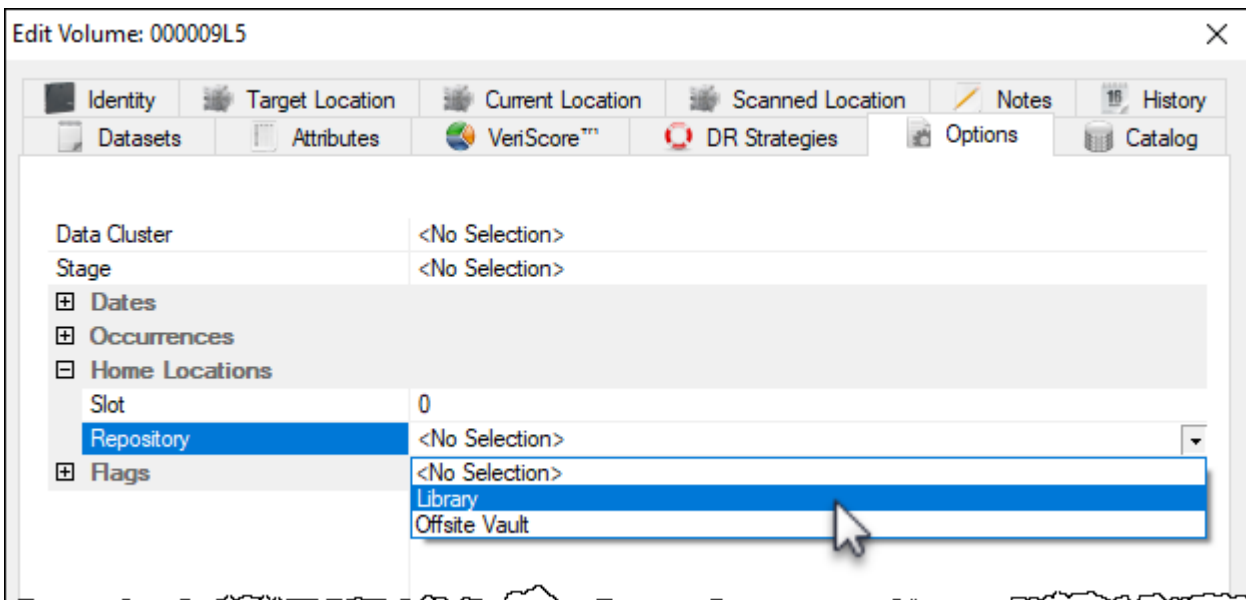 Edit Volume: 000009L5
Identity Target Location Current Location Scanned Location Notes 16 History
Datasets Attributes VeriScore™ DR Strategies Options Catalog
Data Cluster <No Selection>
Stage <No Selection>
Dates
Occurrences
Home Locations
Slot 0
Repository <No Selection>
Flags <No Selection>
Library
Offsite Vault